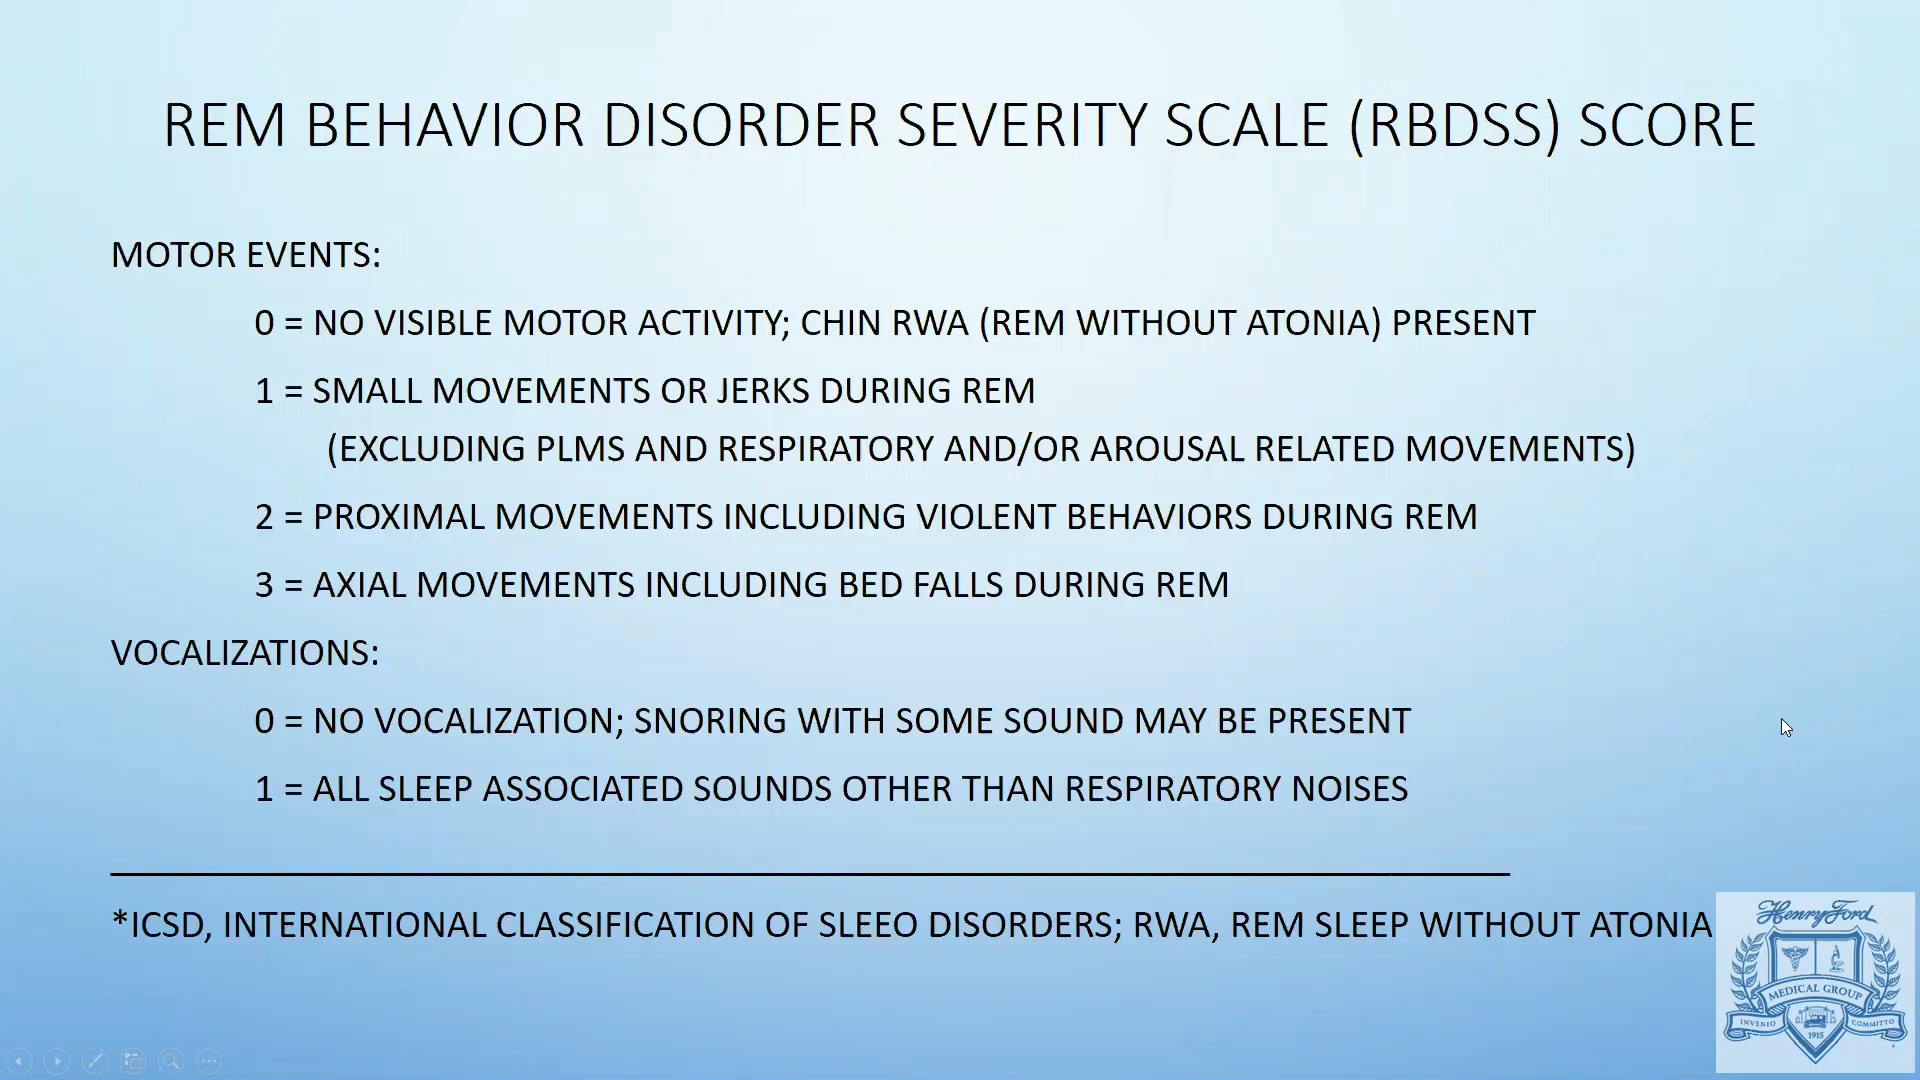 REM BEHAVIOR DISORDER SEVERITY SCALE (RBDSS) SCORE
MOTOR EVENTS:
0 = NO VISIBLE MOTOR ACTIVITY; CHIN RWA (REM WITHOUT ATONIA) PRESENT
1 = SMALL MOVEMENTS OR JERKS DURING REM
(EXCLUDING PLMS AND RESPIRATORY AND/OR AROUSAL RELATED MOVEMENTS)
2 = PROXIMAL MOVEMENTS INCLUDING VIOLENT BEHAVIORS DURING REM
3 = AXIAL MOVEMENTS INCLUDING BED FALLS DURING REM
VOCALIZATIONS:
0 = NO VOCALIZATION; SNORING WITH SOME SOUND MAY BE PRESENT
1 = ALL SLEEP ASSOCIATED SOUNDS OTHER THAN RESPIRATORY NOISES
*ICSD, INTERNATIONAL CLASSIFICATION OF SLEEO DISORDERS; RWA, REM SLEEP WITHOUT ATONIA
Henry Ford
MEDICAL GROUP
INVENIO COMMITTO
1915